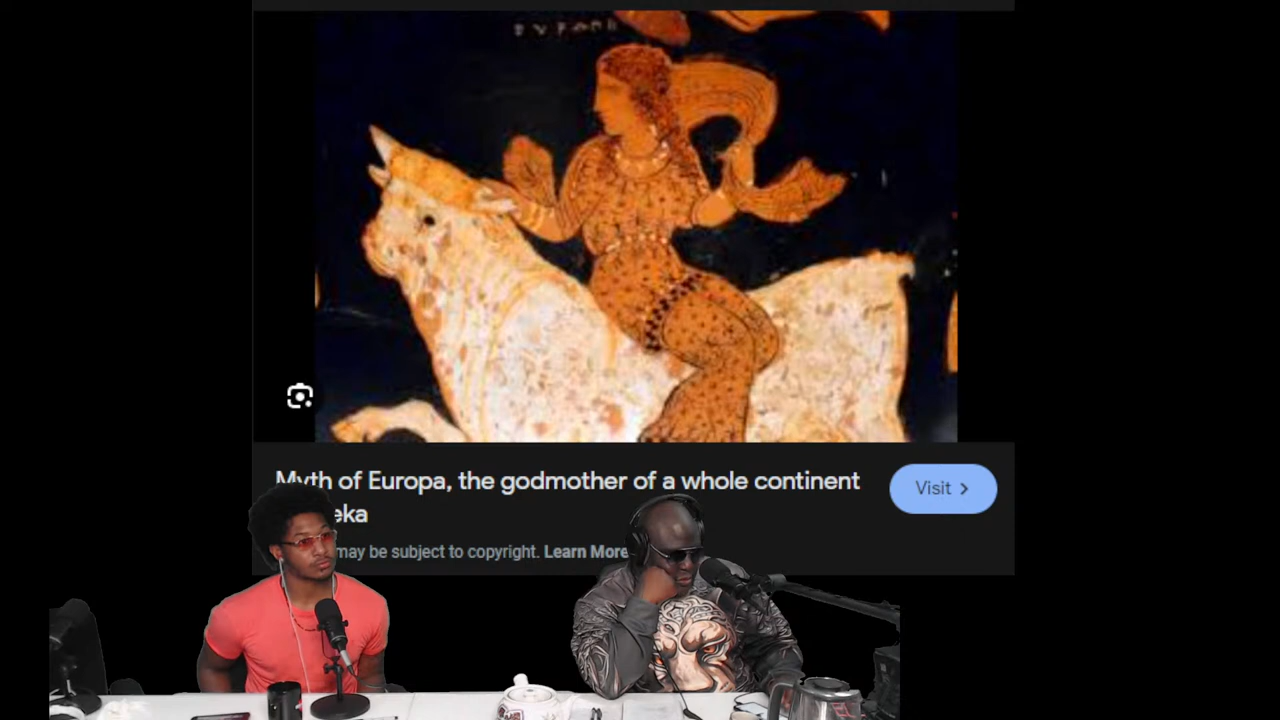 Myth of Europa, the godmother of a whole continent
Visit
eka
may be subject to copyright. Learn More